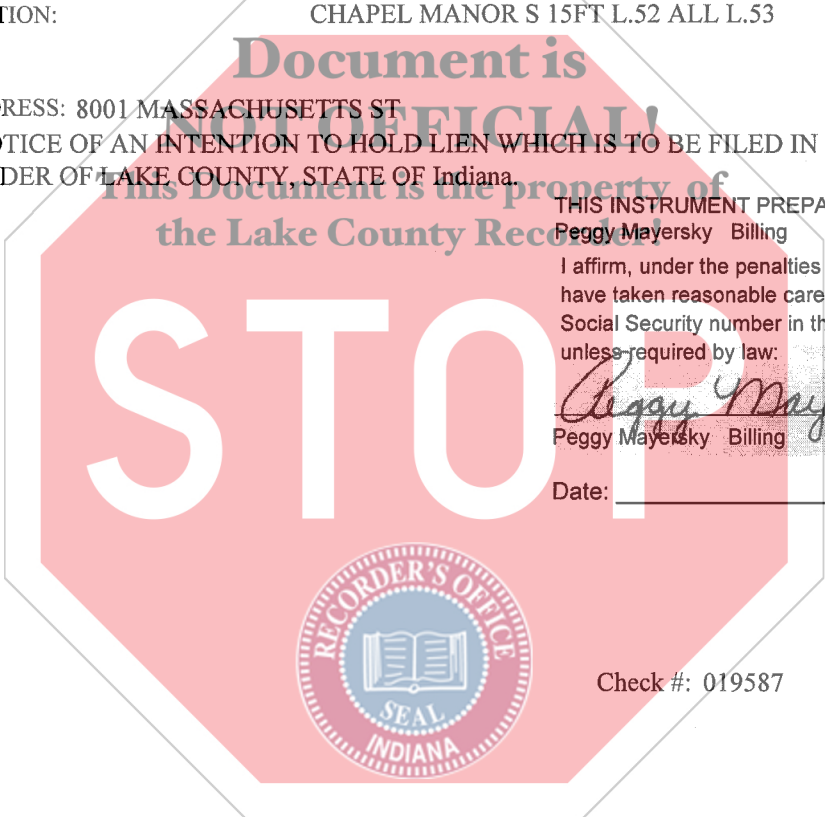 TION: CHAPEL MANOR S 15FT L.52 ALL L.53
Document is
RESS: 8001 MASSACHUSETTS ST
NOT OFFICIAL!
OTICE OF AN INTENTION TO HOLD LIEN WHICH IS TO BE FILED IN
DER OF LAKE COUNTY, STATE OF Indiana.
This Document is the property of
the Lake County Recorder!
THIS INSTRUMENT PREPA
Peggy Mayersky Billing
I affirm, under the penalties
have taken reasonable care
Social Security number in th
unless required by law:
Peggy May
Peggy Mayersky Billing
Date:
STOP
RECORDER'S OFFICE
SEAL
INDIANA
Check #: 019587